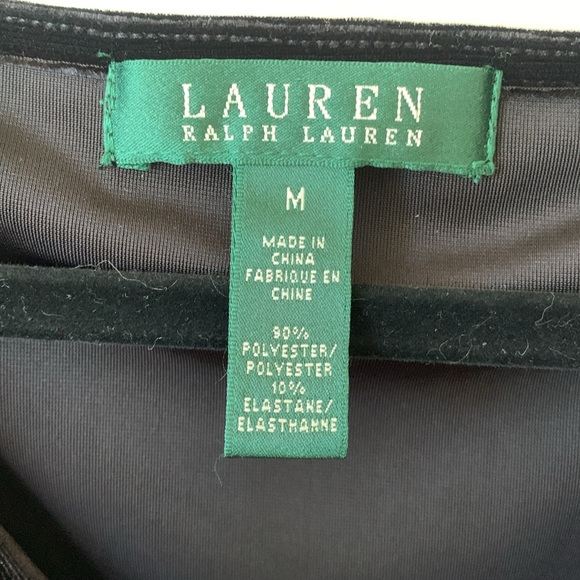 LAUREN
RALPH LAUREN
M
MADE IN
CHINA
FABRIQUE EN
CHINE
90%
POLYESTER/
POLYESTER
10%
ELASTANE/
ELASTHANNE